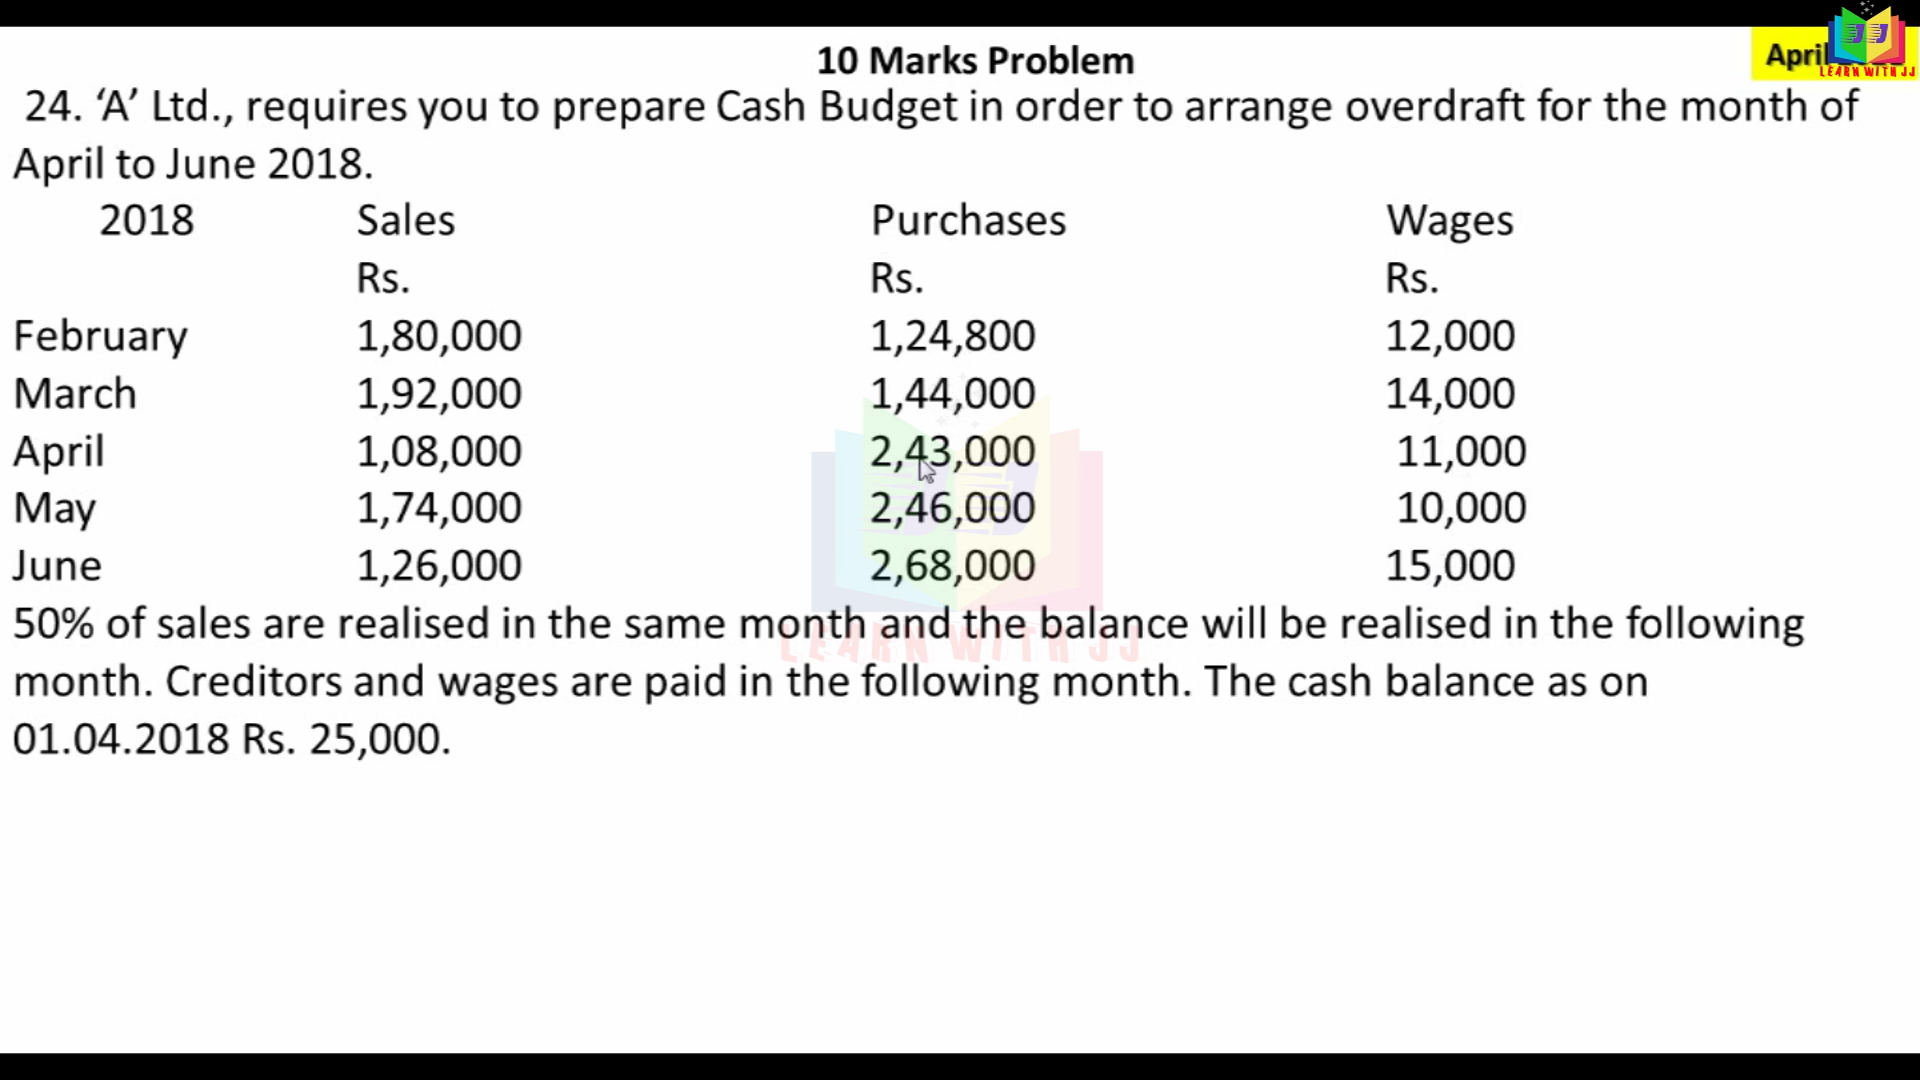 10 Marks Problem
April
LEARN WITH JJ
24. ‘A’ Ltd., requires you to prepare Cash Budget in order to arrange overdraft for the month of
April to June 2018.
2018 Sales Purchases Wages
Rs. Rs. Rs.
February 1,80,000 1,24,800 12,000
March 1,92,000 1,44,000 14,000
April 1,08,000 2,43,000 11,000
May 1,74,000 2,46,000 10,000
June 1,26,000 2,68,000 15,000
50% of sales are realised in the same month and the balance will be realised in the following
LEARN WITH JJ
month. Creditors and wages are paid in the following month. The cash balance as on
01.04.2018 Rs. 25,000.